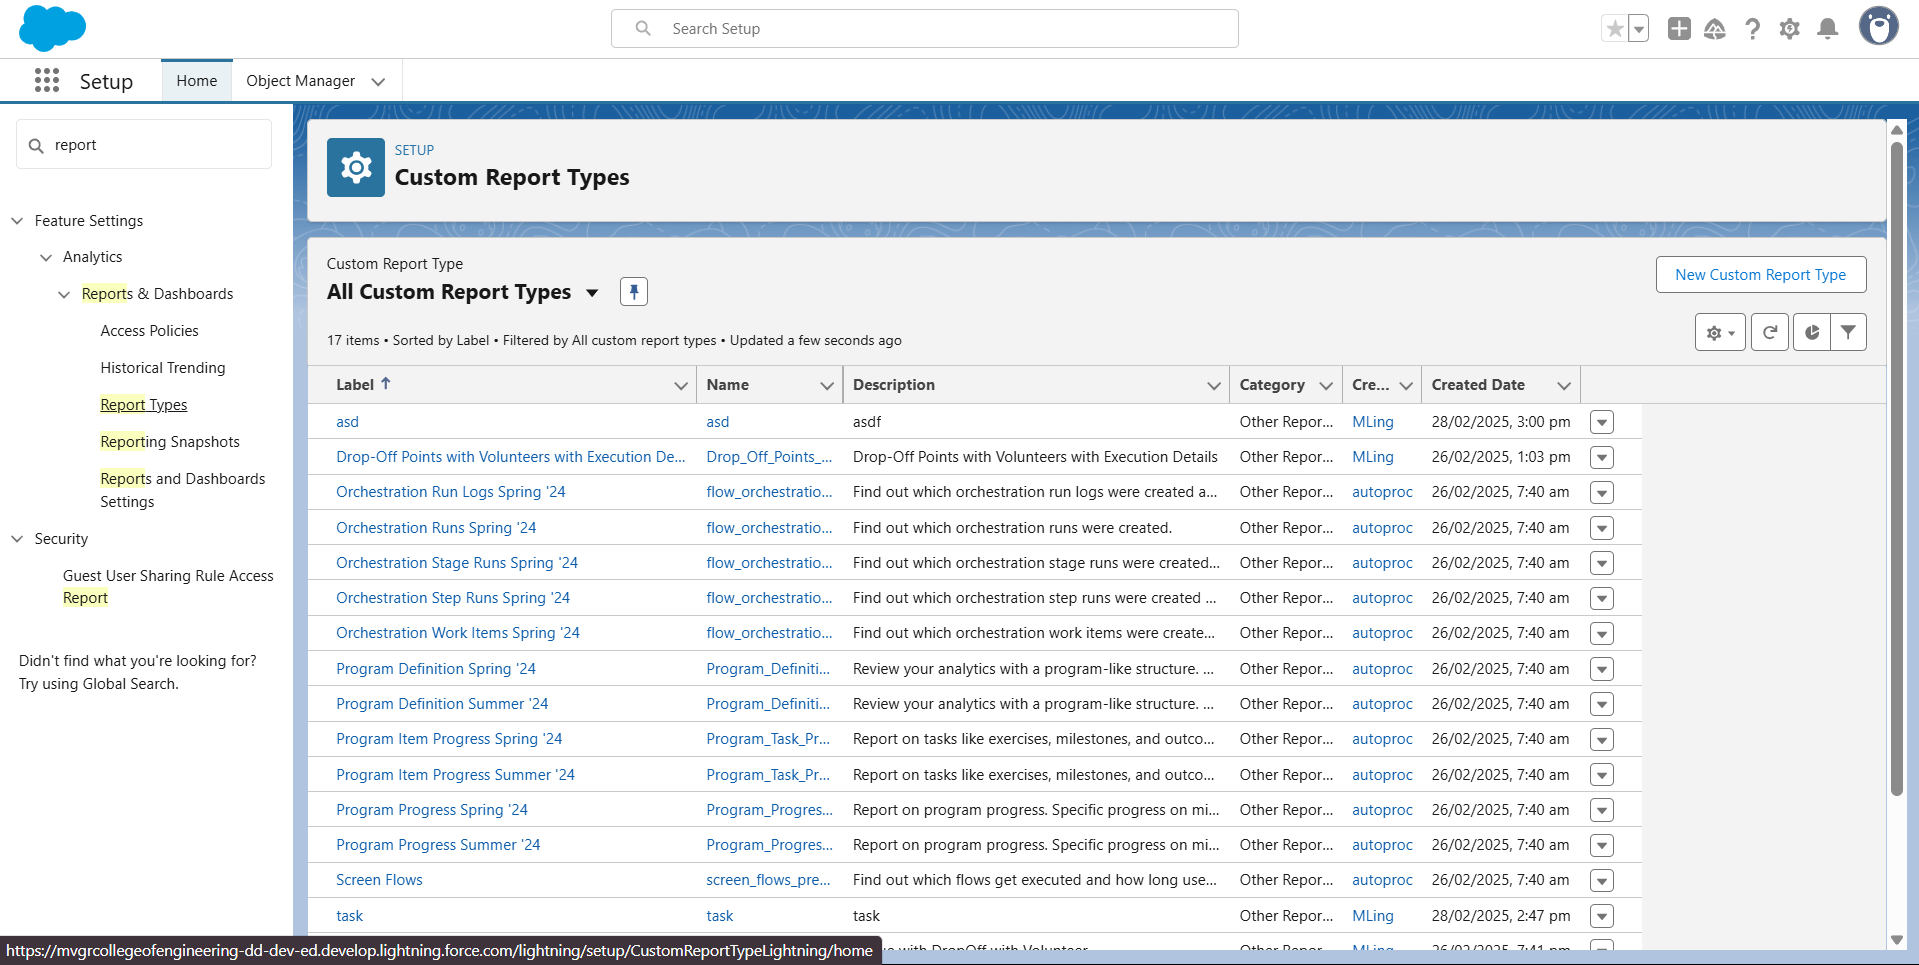 Search Setup
Setup
Home
Object Manager
report
Feature Settings
Analytics
Reports & Dashboards
Access Policies
Historical Trending
Report Types
Reporting Snapshots
Reports and Dashboards
Settings
Security
Guest User Sharing Rule Access
Report
Didn't find what you're looking for?
Try using Global Search.
SETUP
Custom Report Types
Custom Report Type
All Custom Report Types
New Custom Report Type
17 items • Sorted by Label • Filtered by All custom report types • Updated a few seconds ago
Label Name Description Category Cre... Created Date
asd asd asdf Other Repor... MLing 28/02/2025, 3:00 pm
Drop-Off Points with Volunteers with Execution De... Drop_Off_Points_... Drop-Off Points with Volunteers with Execution Details Other Repor... MLing 26/02/2025, 1:03 pm
Orchestration Run Logs Spring '24 flow_orchestratio... Find out which orchestration run logs were created a... Other Repor... autoproc 26/02/2025, 7:40 am
Orchestration Runs Spring '24 flow_orchestratio... Find out which orchestration runs were created. Other Repor... autoproc 26/02/2025, 7:40 am
Orchestration Stage Runs Spring '24 flow_orchestratio... Find out which orchestration stage runs were created... Other Repor... autoproc 26/02/2025, 7:40 am
Orchestration Step Runs Spring '24 flow_orchestratio... Find out which orchestration step runs were created ... Other Repor... autoproc 26/02/2025, 7:40 am
Orchestration Work Items Spring '24 flow_orchestratio... Find out which orchestration work items were create... Other Repor... autoproc 26/02/2025, 7:40 am
Program Definition Spring '24 Program_Definiti... Review your analytics with a program-like structure. ... Other Repor... autoproc 26/02/2025, 7:40 am
Program Definition Summer '24 Program_Definiti... Review your analytics with a program-like structure. ... Other Repor... autoproc 26/02/2025, 7:40 am
Program Item Progress Spring '24 Program_Task_Pr... Report on tasks like exercises, milestones, and outco... Other Repor... autoproc 26/02/2025, 7:40 am
Program Item Progress Summer '24 Program_Task_Pr... Report on tasks like exercises, milestones, and outco... Other Repor... autoproc 26/02/2025, 7:40 am
Program Progress Spring '24 Program_Progres... Report on program progress. Specific progress on mi... Other Repor... autoproc 26/02/2025, 7:40 am
Program Progress Summer '24 Program_Progres... Report on program progress. Specific progress on mi... Other Repor... autoproc 26/02/2025, 7:40 am
Screen Flows screen_flows_pre... Find out which flows get executed and how long use... Other Repor... autoproc 26/02/2025, 7:40 am
task task task Other Repor... MLing 28/02/2025, 2:47 pm
with DropOff with Volunteer Other Repor... MLing 26/02/2025, 7:41 pm
https://mvgrcollegeofengineering-dd-dev-ed.develop.lightning.force.com/lightning/setup/CustomReportTypeLightning/home